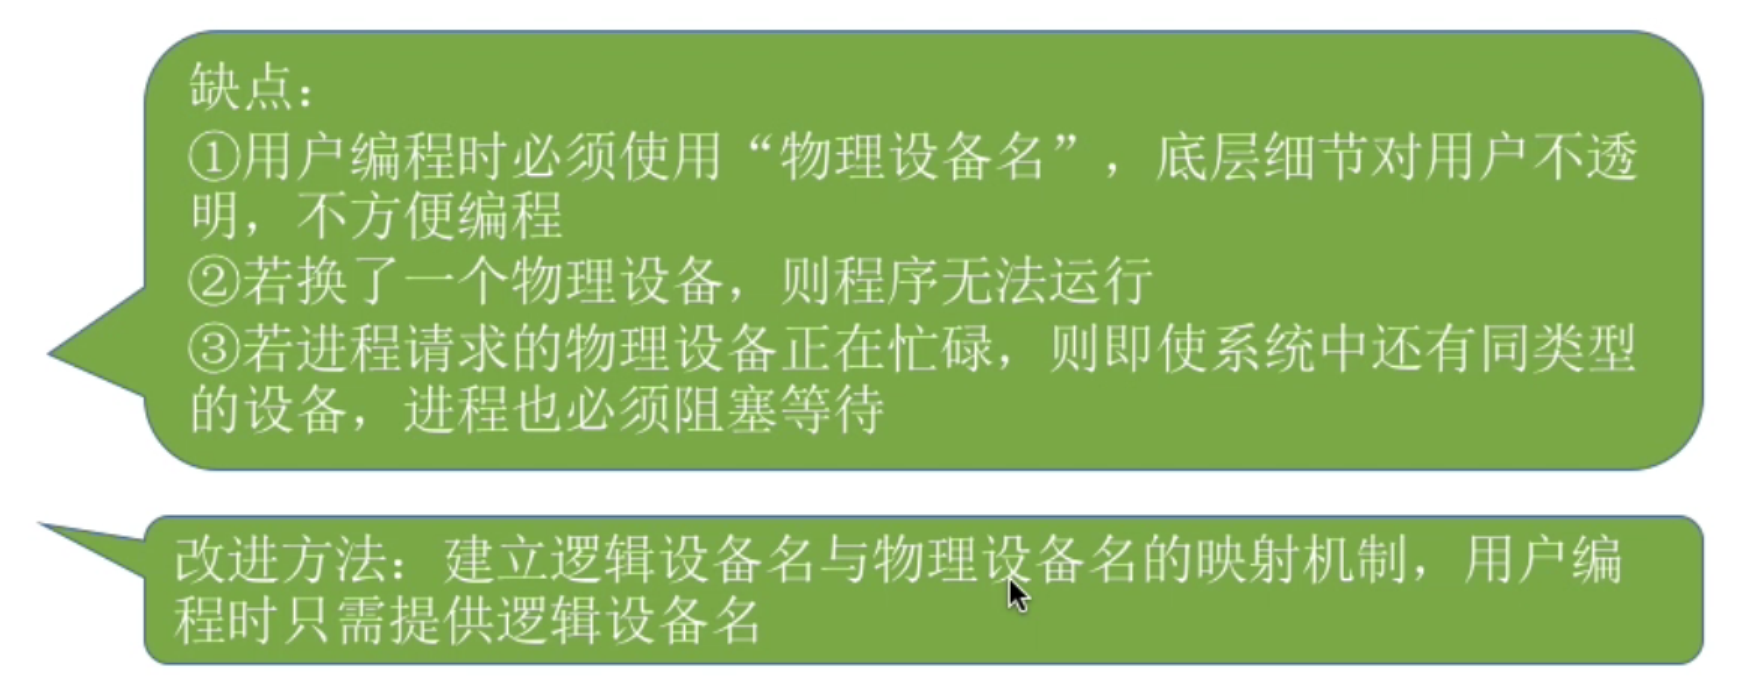 缺点：
①用户编程时必须使用“物理设备名”，底层细节对用户不透
明，不方便编程
②若换了一个物理设备，则程序无法运行
③若进程请求的物理设备正在忙碌，则即使系统中还有同类型
的设备，进程也必须阻塞等待
改进方法：建立逻辑设备名与物理设备名的映射机制，用户编
程时只需提供逻辑设备名